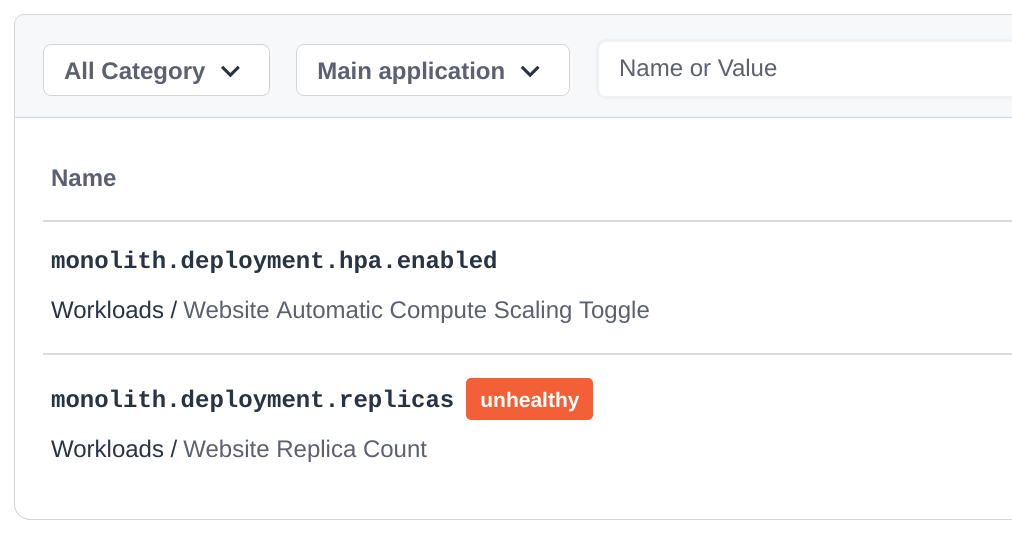 All Category
Main application
Name or Value
Name
monolith.deployment.hpa.enabled
Workloads / Website Automatic Compute Scaling Toggle
monolith.deployment.replicas unhealthy
Workloads / Website Replica Count